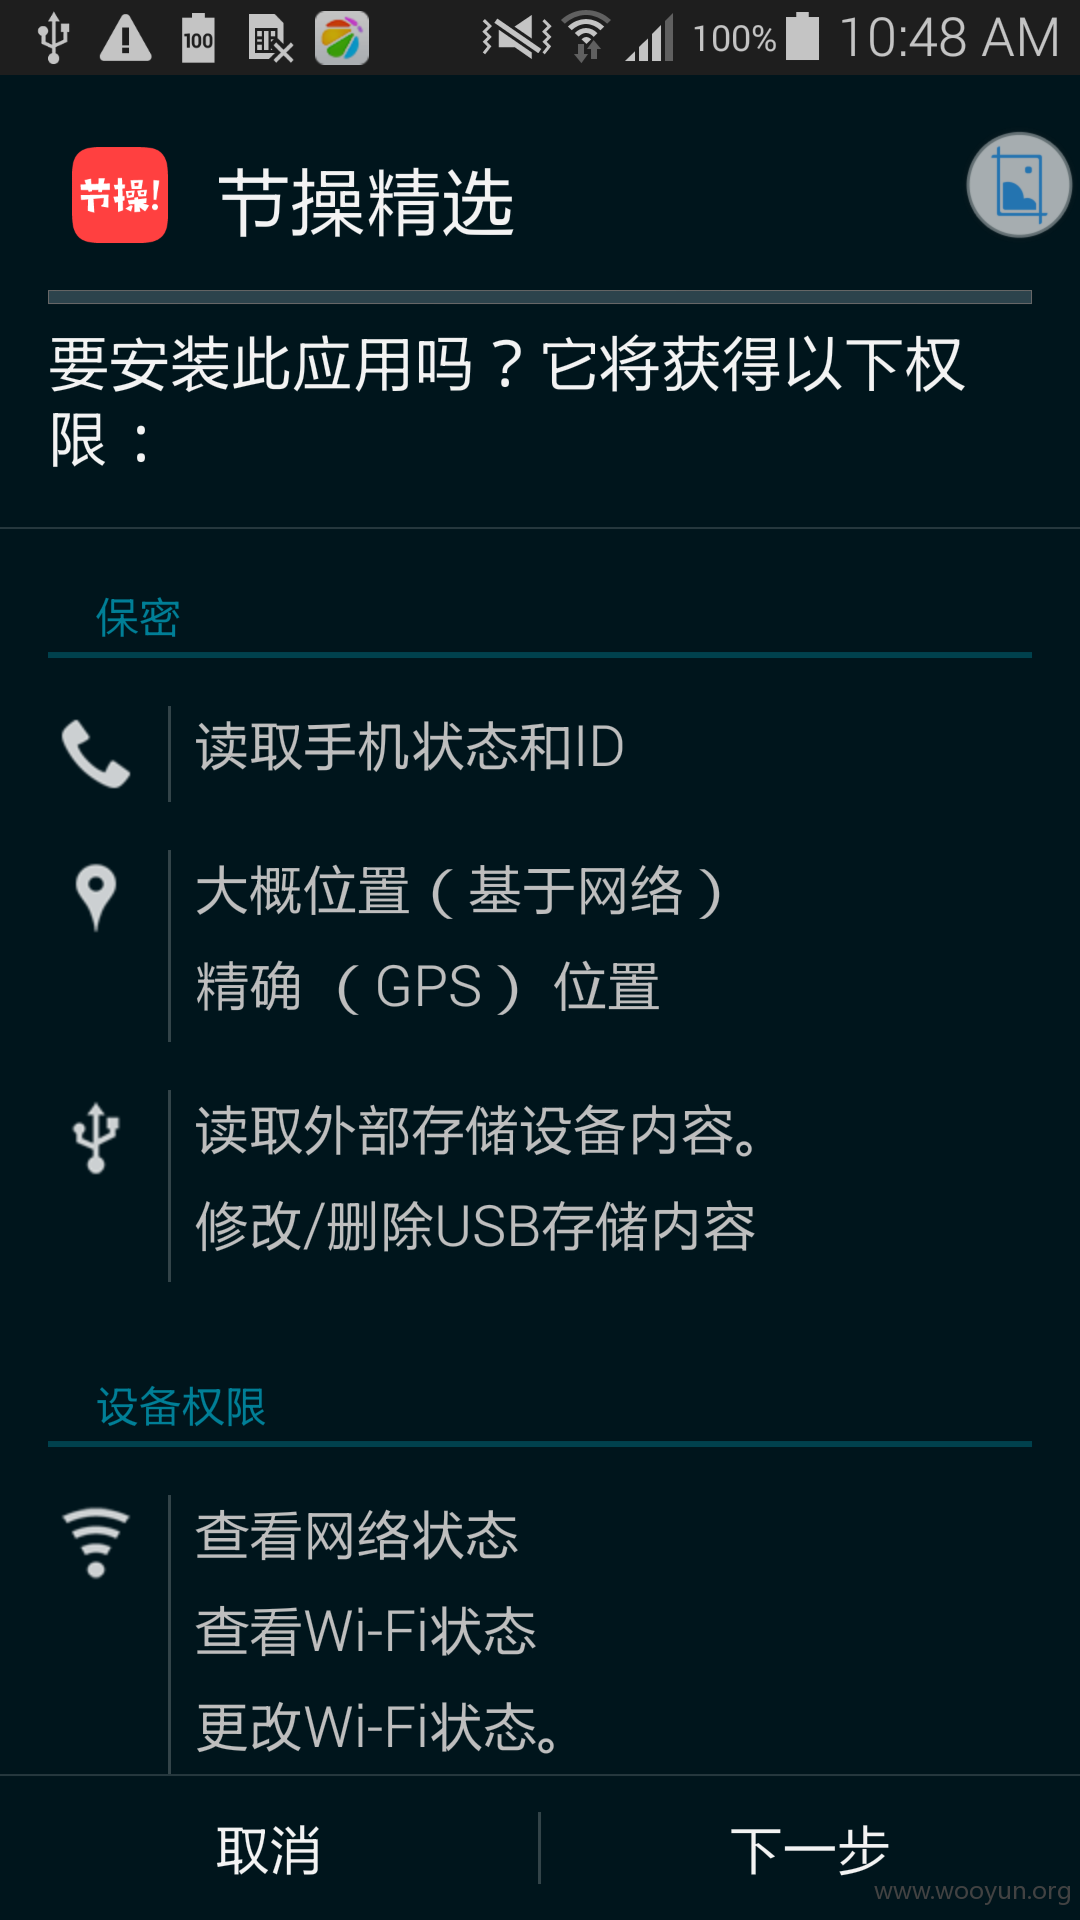 100
100%
10:48 AM
节操!
节操精选
要安装此应用吗？它将获得以下权
限：
保密
读取手机状态和ID
大概位置（基于网络）
精确 （GPS） 位置
读取外部存储设备内容。
修改/删除USB存储内容
设备权限
查看网络状态
查看Wi-Fi状态
更改Wi-Fi状态。
取消
下一步
www.wooyun.org